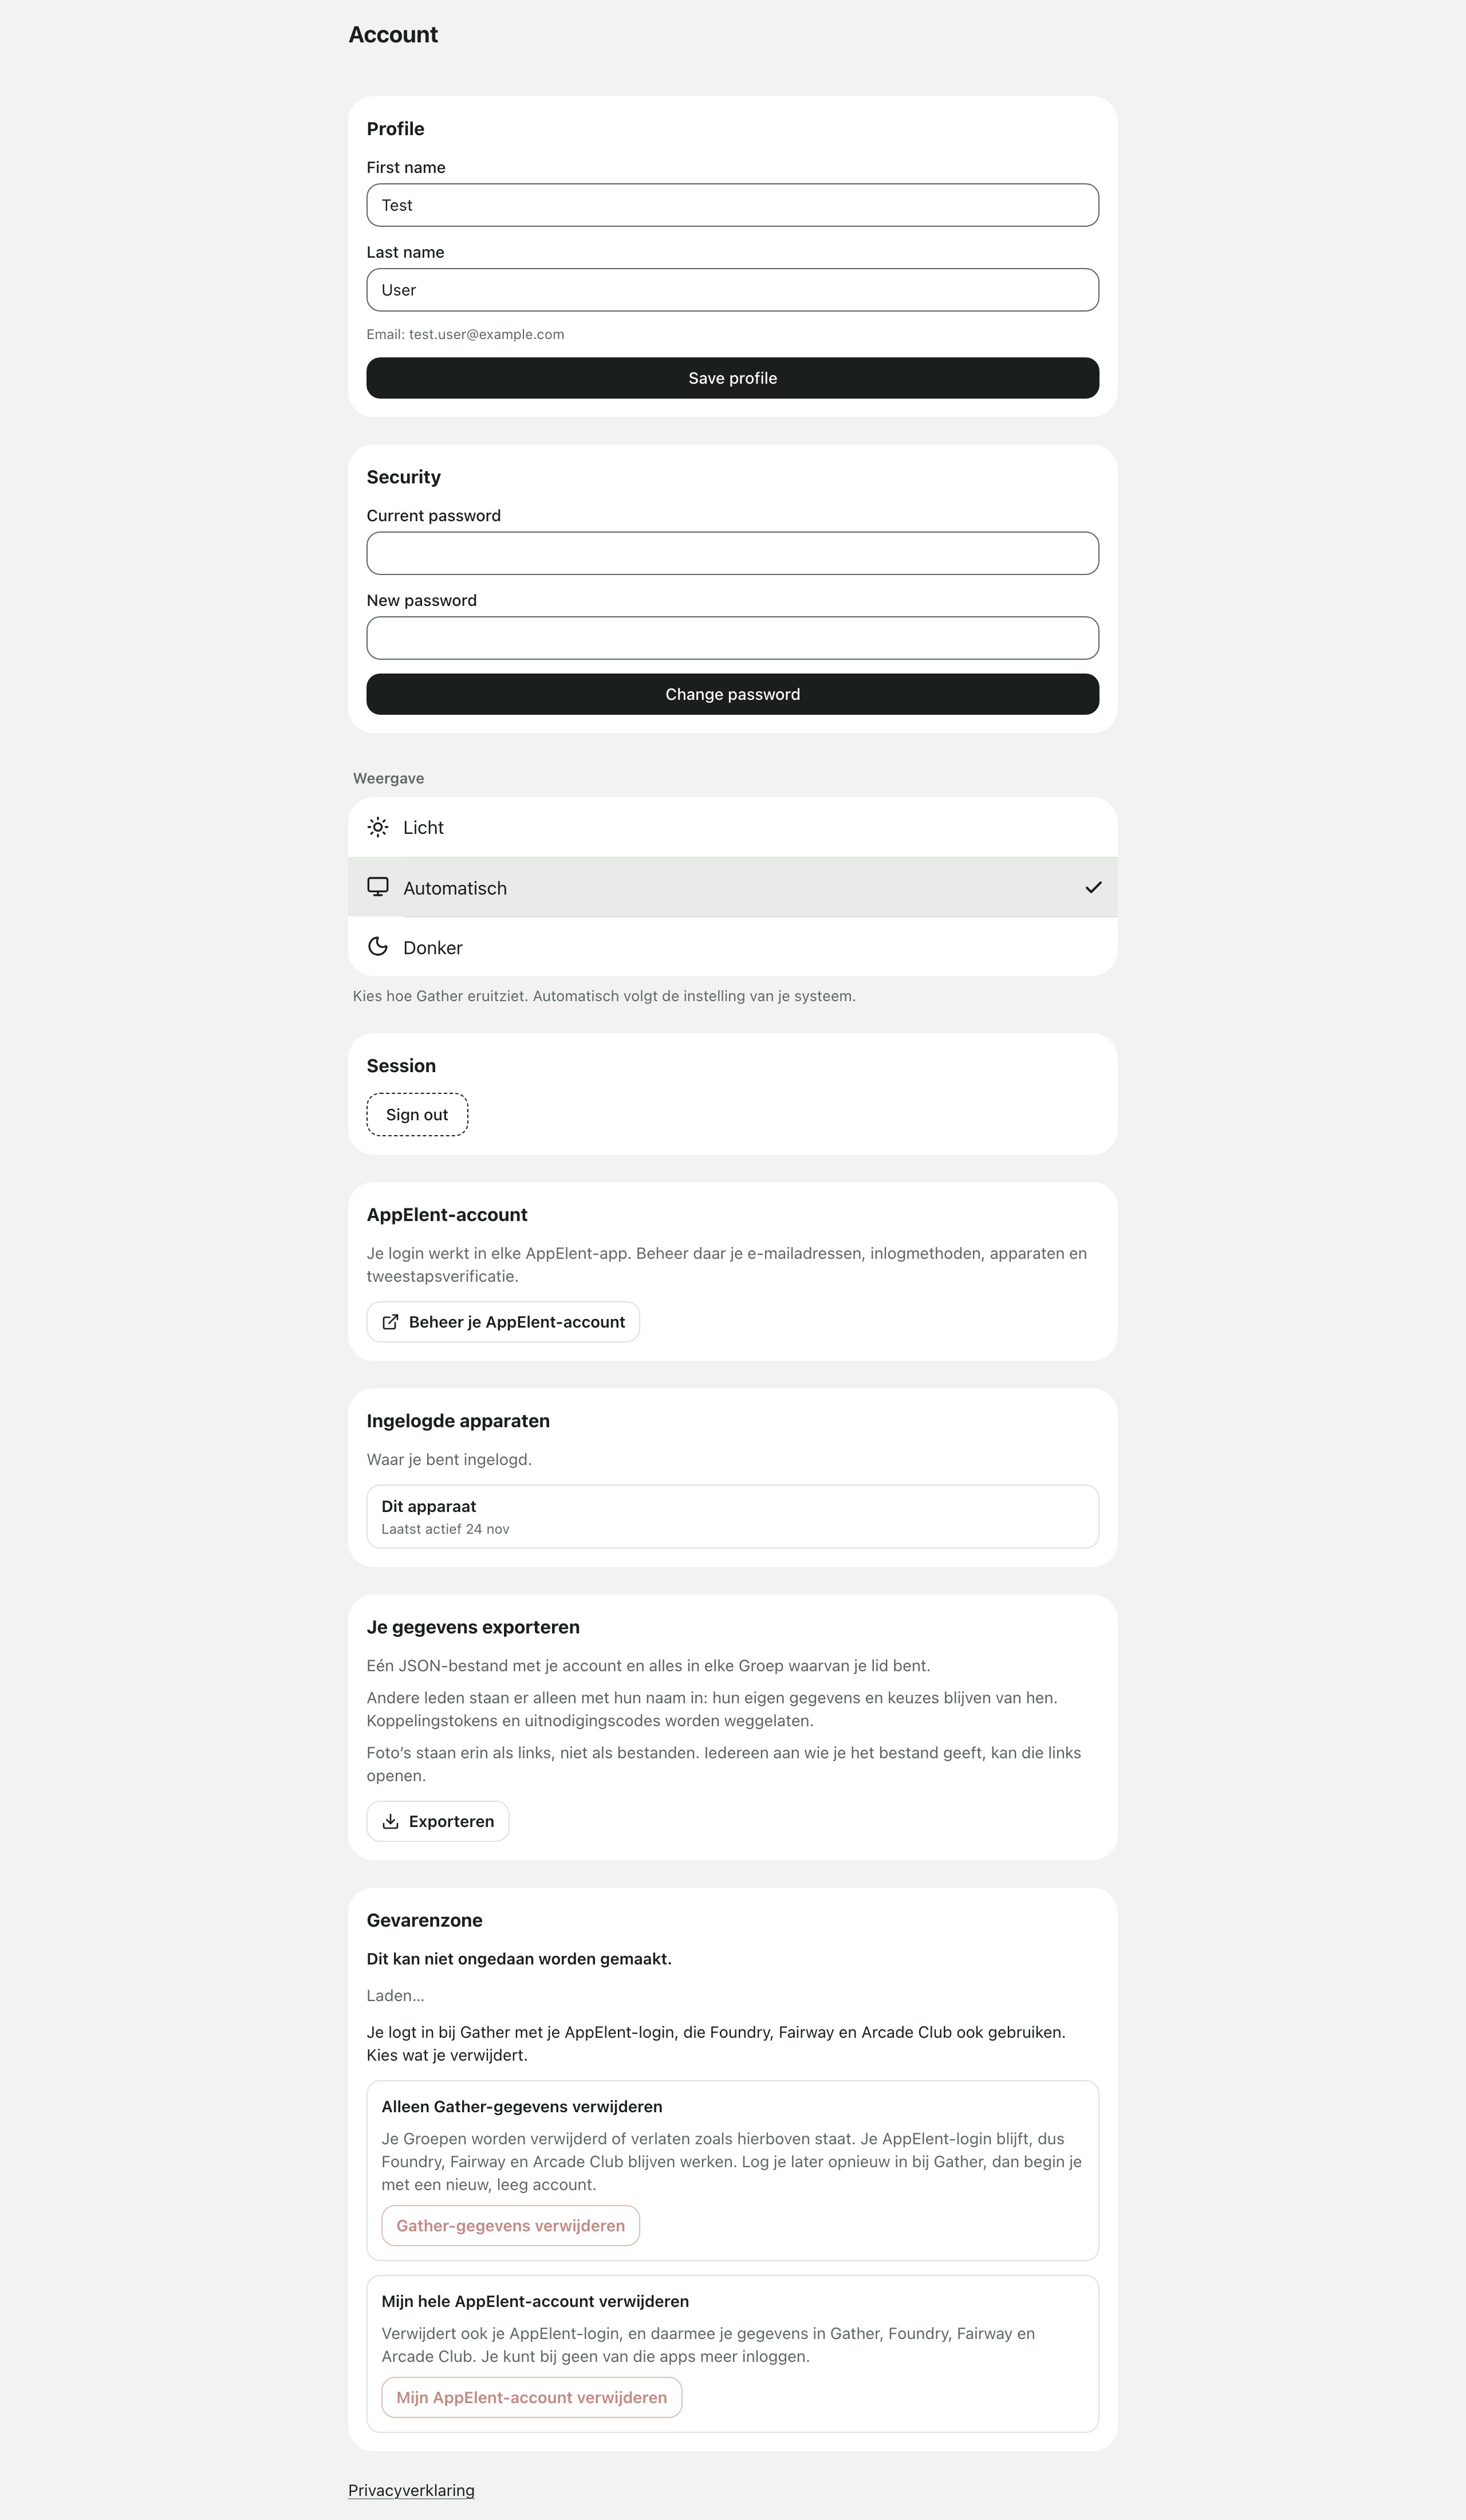 Account
Profile
First name
Test
Last name
User
Email: test.user@example.com
Save profile
Security
Current password
New password
Change password
Weergave
Licht
Automatisch
Donker
Kies hoe Gather eruitziet. Automatisch volgt de instelling van je systeem.
Session
Sign out
AppElent-account
Je login werkt in elke AppElent-app. Beheer daar je e-mailadressen, inlogmethoden, apparaten en
tweestapsverificatie.
Beheer je AppElent-account
Ingelogde apparaten
Waar je bent ingelogd.
Dit apparaat
Laatst actief 24 nov
Je gegevens exporteren
Eén JSON-bestand met je account en alles in elke Groep waarvan je lid bent.
Andere leden staan er alleen met hun naam in: hun eigen gegevens en keuzes blijven van hen.
Koppelingstokens en uitnodigingscodes worden weggelaten.
Foto’s staan erin als links, niet als bestanden. Iedereen aan wie je het bestand geeft, kan die links
openen.
Exporteren
Gevarenzone
Dit kan niet ongedaan worden gemaakt.
Laden…
Je logt in bij Gather met je AppElent-login, die Foundry, Fairway en Arcade Club ook gebruiken.
Kies wat je verwijdert.
Alleen Gather-gegevens verwijderen
Je Groepen worden verwijderd of verlaten zoals hierboven staat. Je AppElent-login blijft, dus
Foundry, Fairway en Arcade Club blijven werken. Log je later opnieuw in bij Gather, dan begin je
met een nieuw, leeg account.
Gather-gegevens verwijderen
Mijn hele AppElent-account verwijderen
Verwijdert ook je AppElent-login, en daarmee je gegevens in Gather, Foundry, Fairway en
Arcade Club. Je kunt bij geen van die apps meer inloggen.
Mijn AppElent-account verwijderen
Privacyverklaring